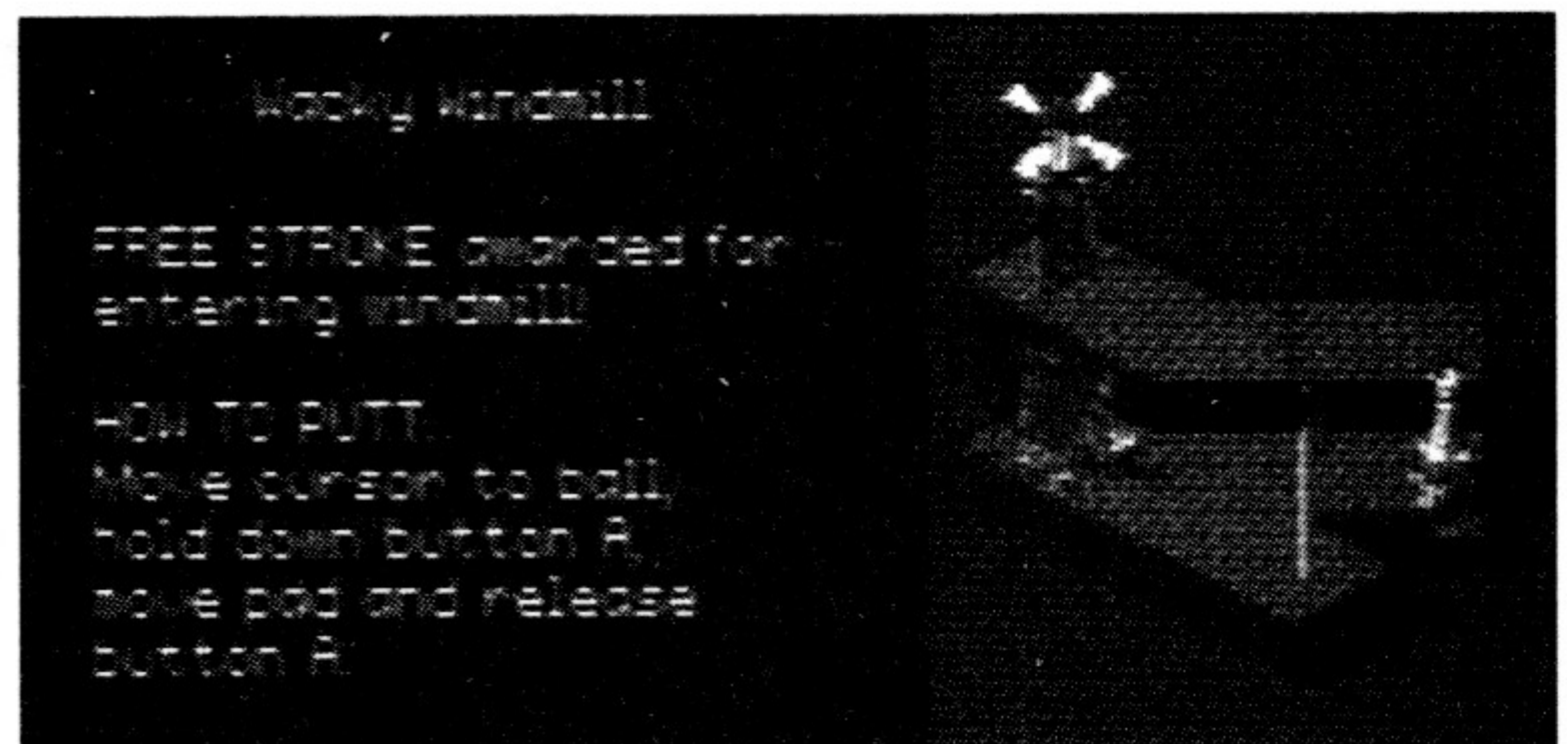 Wacky Windmill
FREE STROKE awarded for
entering windmill!
HOW TO PUTT
Move cursor to ball,
hold down button A,
move pad and release
button A.